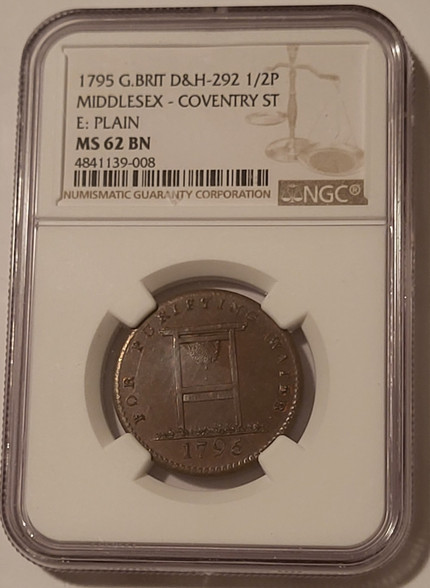 1795 G.BRIT D&H-292 1/2P
MIDDLESEX - COVENTRY ST
E: PLAIN
MS 62 BN
4841139-008
NUMISMATIC GUARANTY CORPORATION
NGC®
FOR PURIFYING WATER
1795